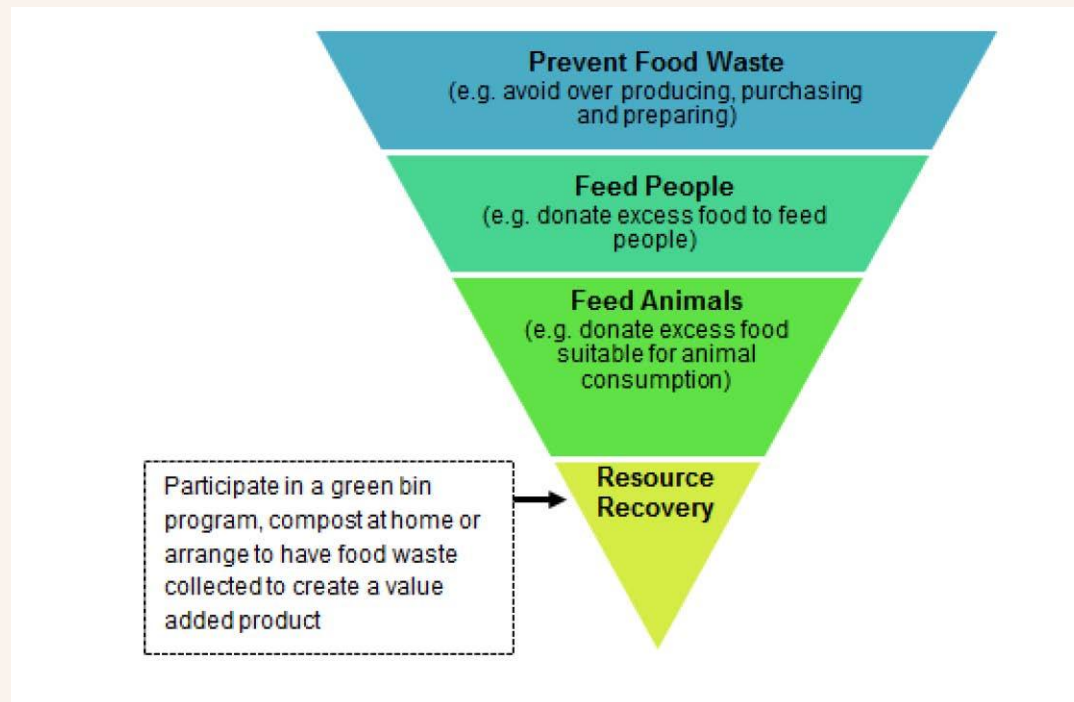 Prevent Food Waste
(e.g. avoid over producing, purchasing
and preparing)
Feed People
(e.g. donate excess food to feed
people)
Feed Animals
(e.g. donate excess food
suitable for animal
consumption)
Resource
Recovery
Participate in a green bin
program, compost at home or
arrange to have food waste
collected to create a value
added product